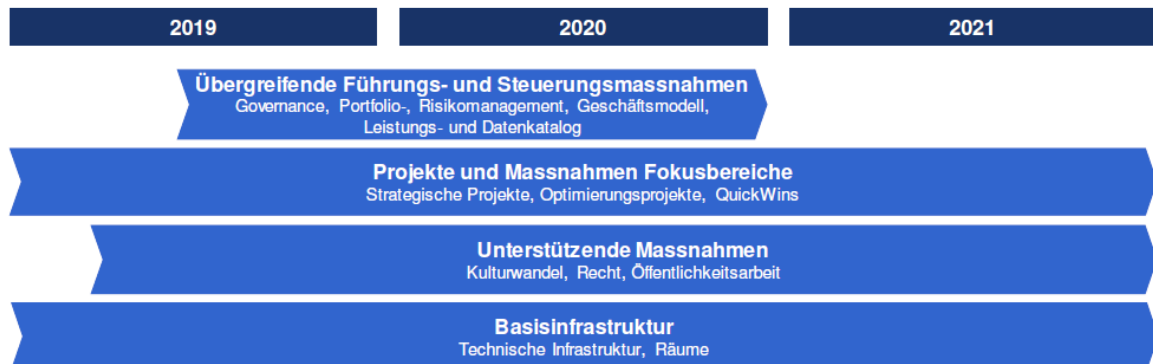 2019 2020 2021
Übergreifende Führungs- und Steuerungsmassnahmen
Governance, Portfolio-, Risikomanagement, Geschäftsmodell,
Leistungs- und Datenkatalog
Projekte und Massnahmen Fokusbereiche
Strategische Projekte, Optimierungsprojekte, QuickWins
Unterstützende Massnahmen
Kulturwandel, Recht, Öffentlichkeitsarbeit
Basisinfrastruktur
Technische Infrastruktur, Räume